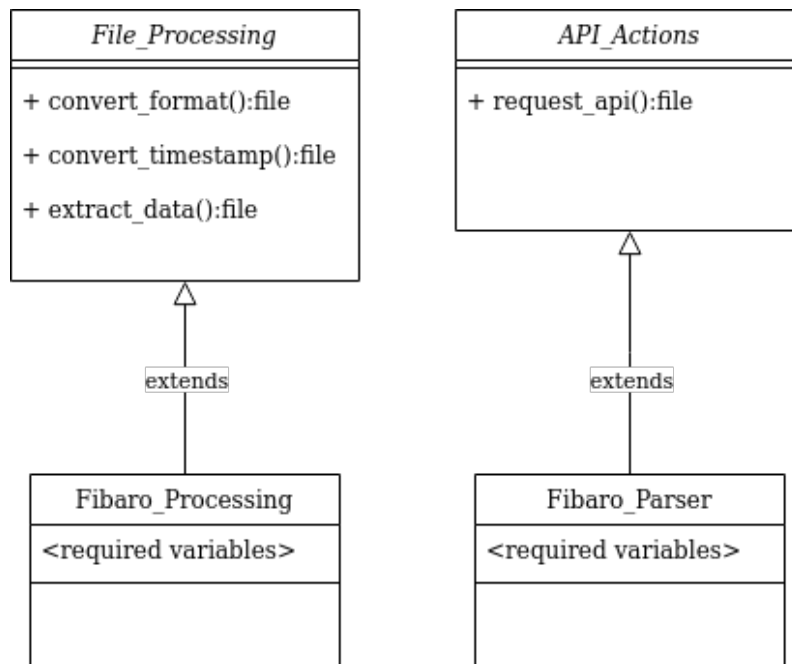 File_Processing
+ convert_format():file
+ convert_timestamp():file
+ extract_data():file
API_Actions
+ request_api():file
extends
extends
Fibaro_Processing
<required variables>
Fibaro_Parser
<required variables>